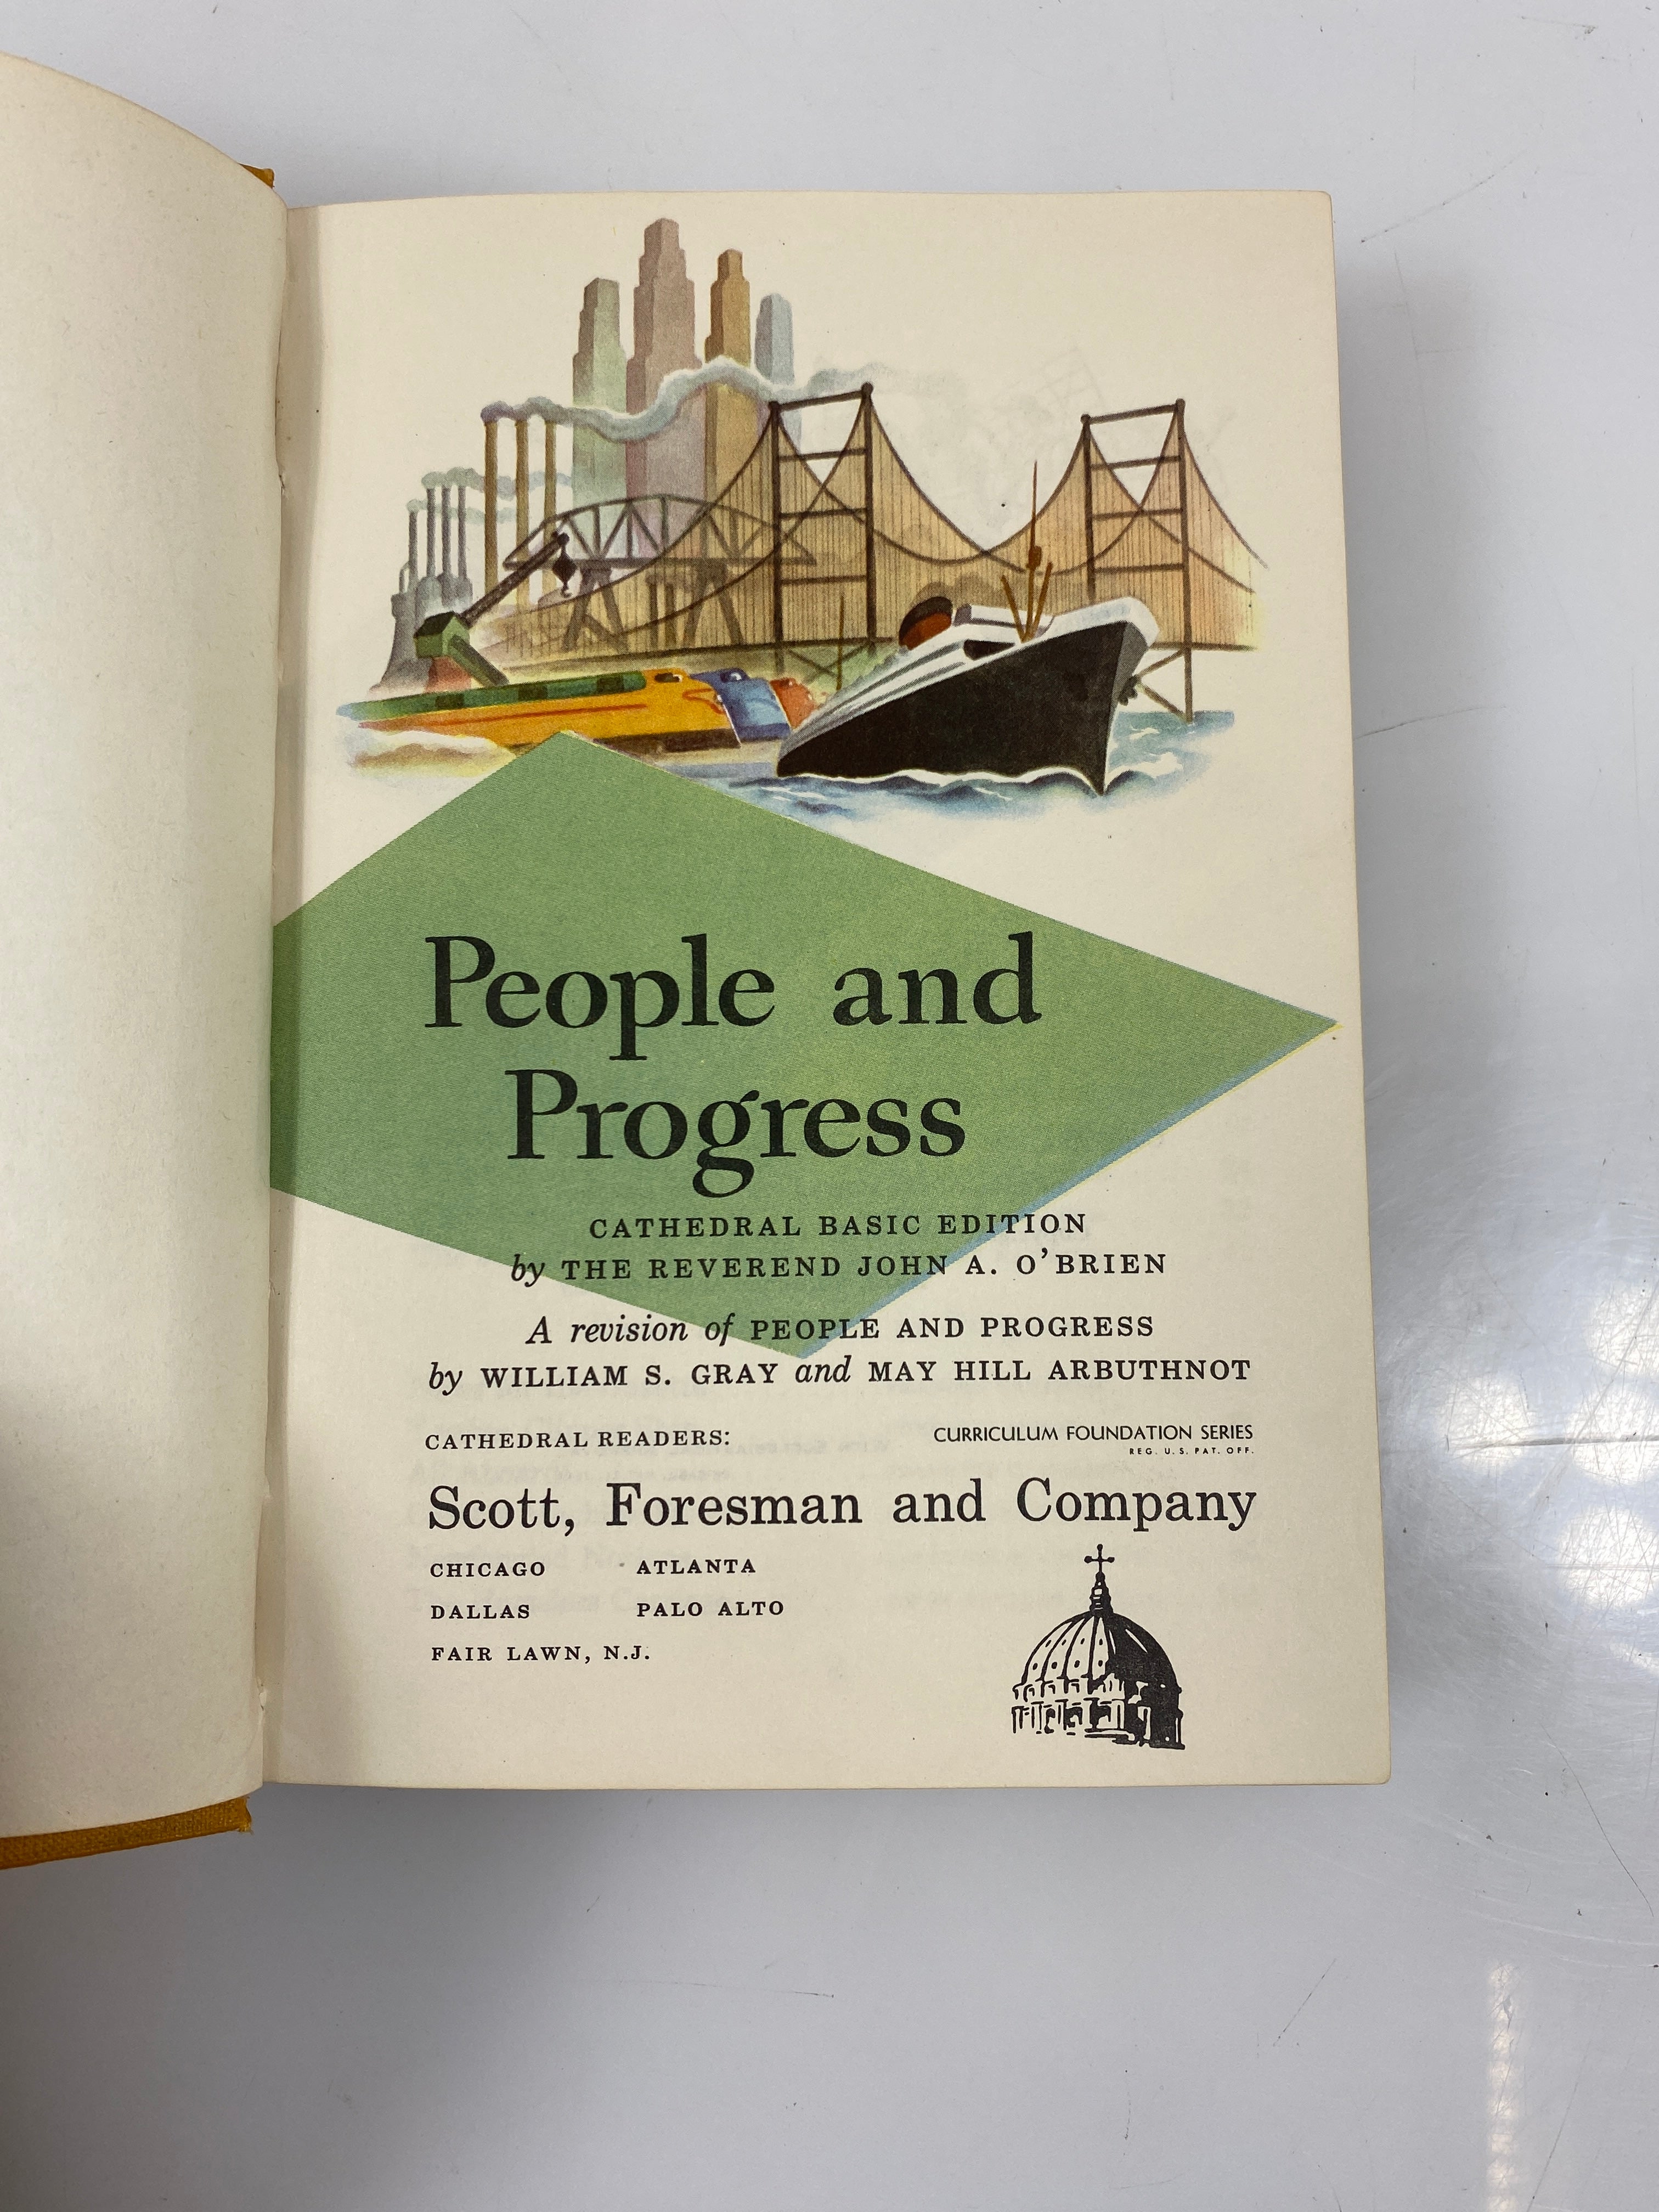 People and
Progress
CATHEDRAL BASIC EDITION
by THE REVEREND JOHN A. O'BRIEN
A revision of PEOPLE AND PROGRESS
by WILLIAM S. GRAY and MAY HILL ARBUTHNOT
CATHEDRAL READERS: CURRICULUM FOUNDATION SERIES
REG. U.S. PAT. OFF.
Scott, Foresman and Company
CHICAGO ATLANTA
DALLAS PALO ALTO
FAIR LAWN, N.J.